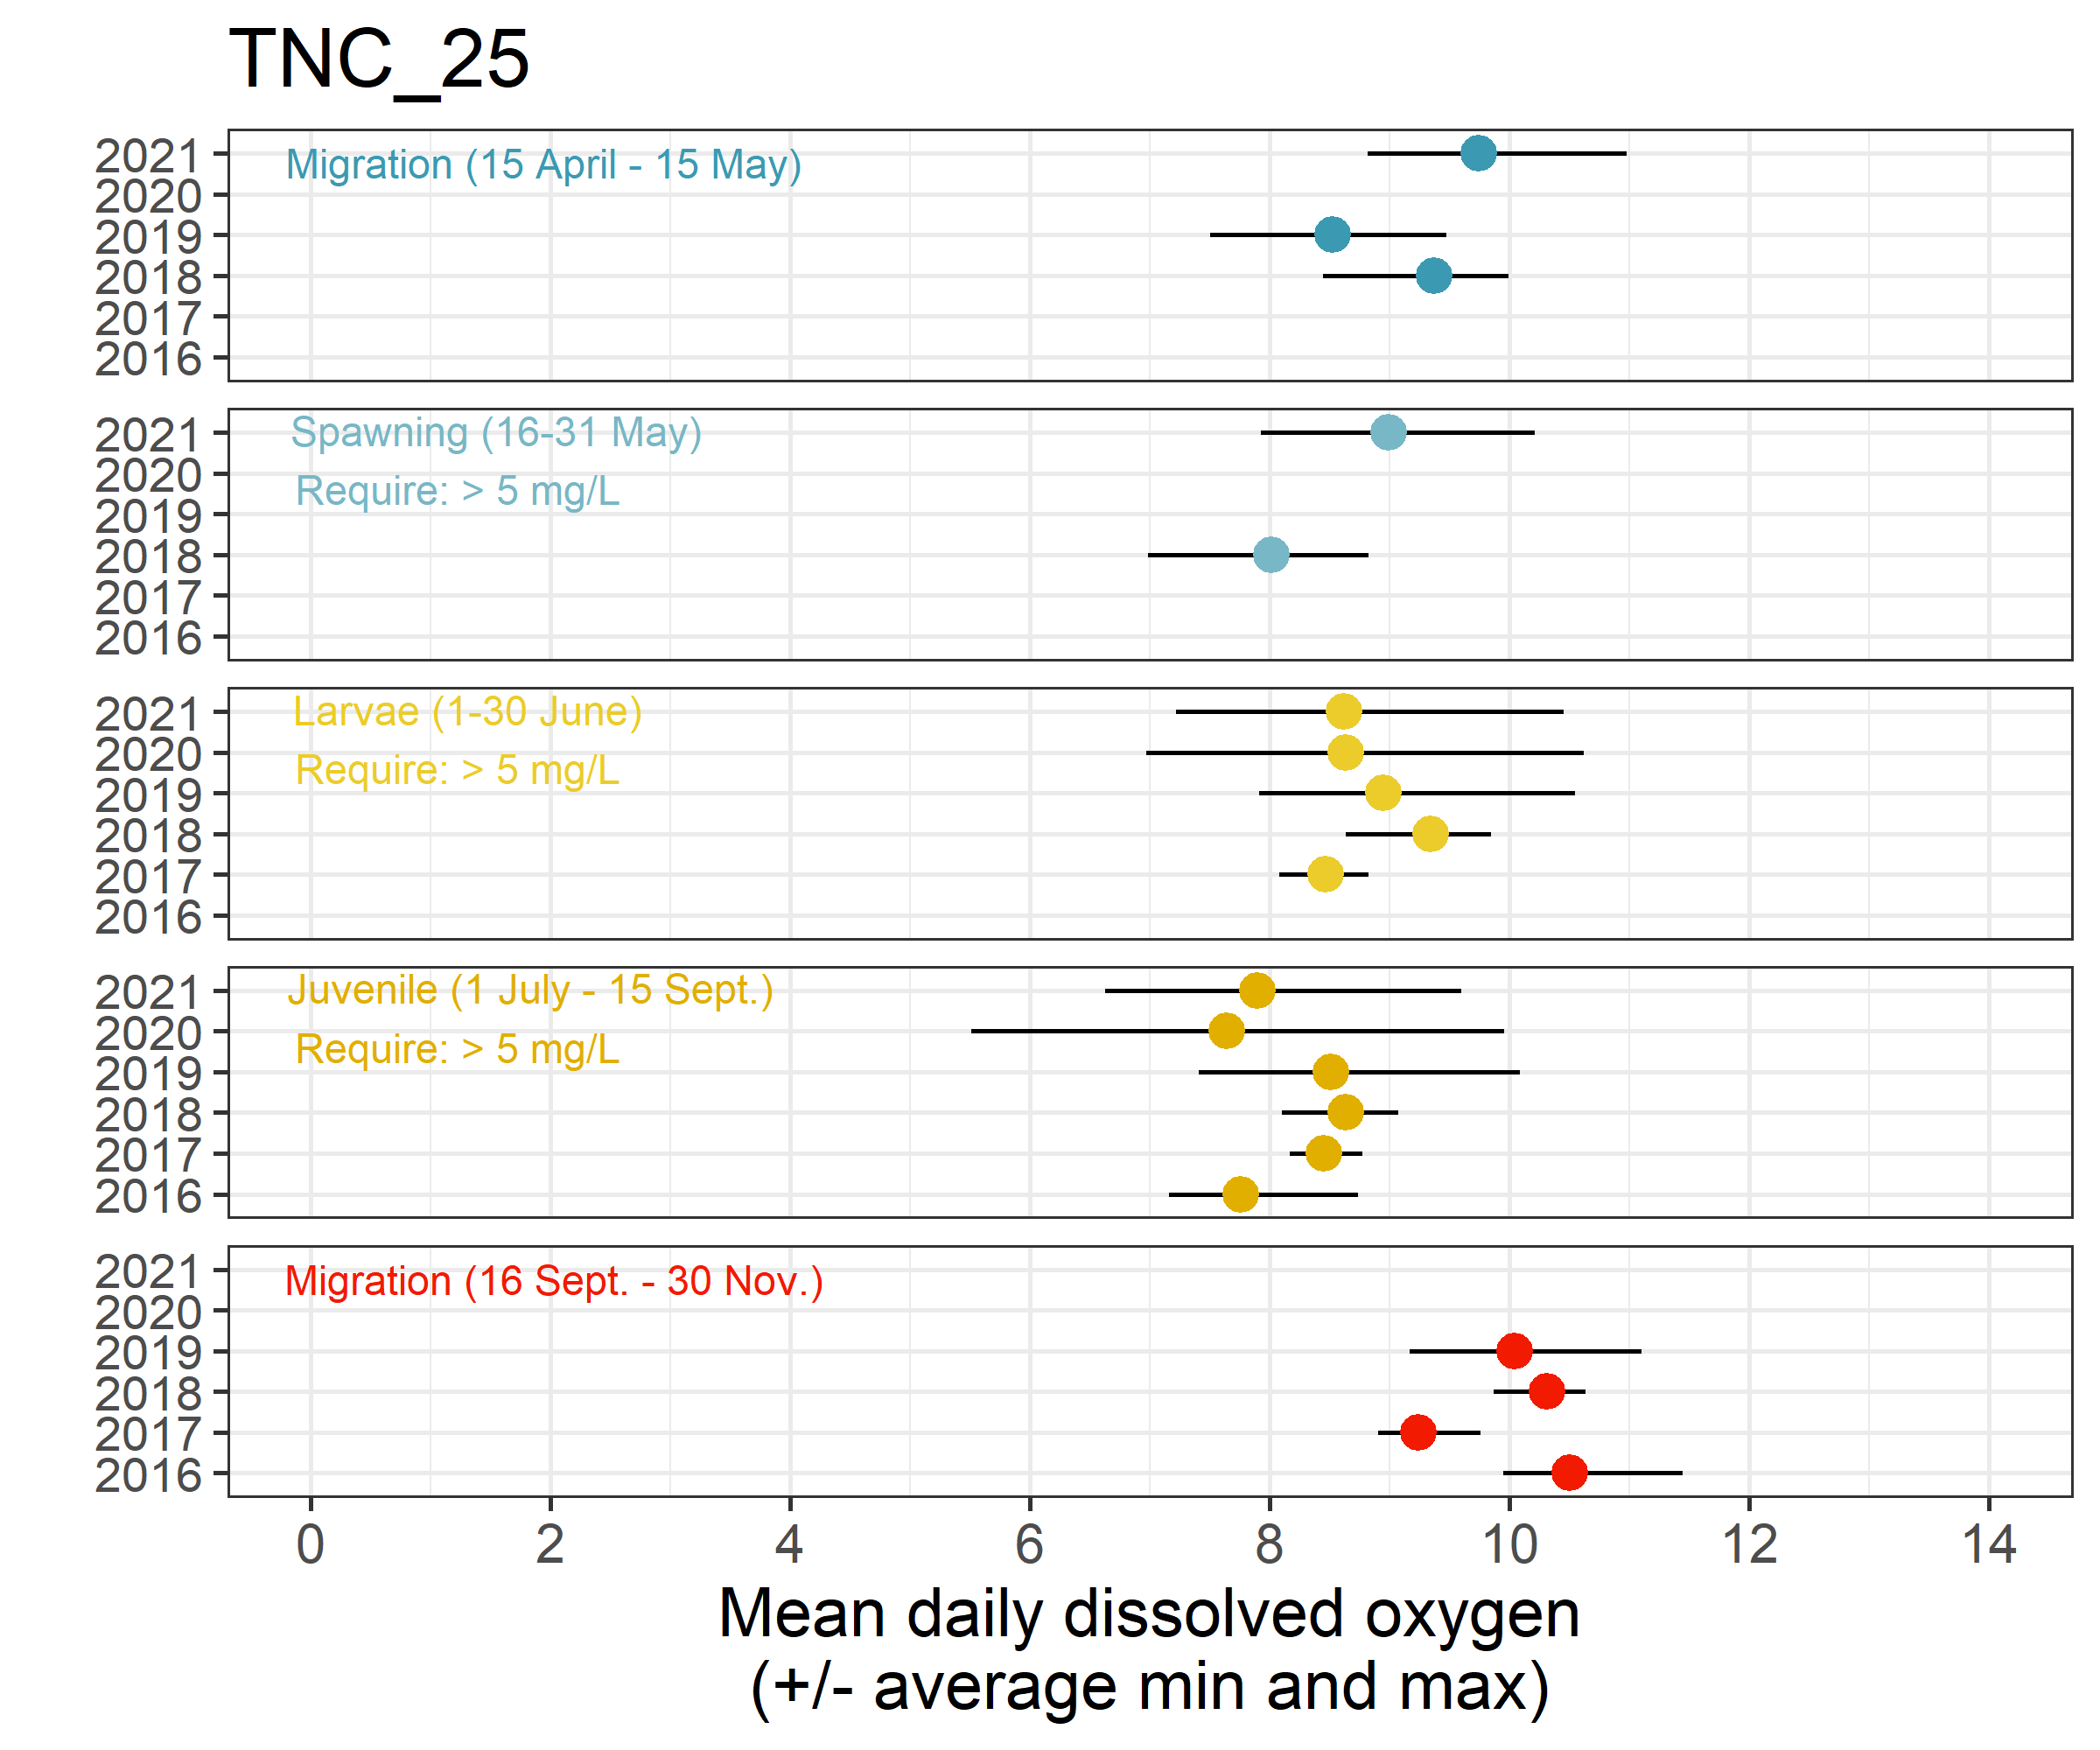 TNC_25
2021
2020
2019
2018
2017
2016
Migration (15 April - 15 May)
2021
2020
2019
2018
2017
2016
Spawning (16-31 May)
Require: > 5 mg/L
2021
2020
2019
2018
2017
2016
Larvae (1-30 June)
Require: > 5 mg/L
2021
2020
2019
2018
2017
2016
Juvenile (1 July - 15 Sept.)
Require: > 5 mg/L
2021
2020
2019
2018
2017
2016
Migration (16 Sept. - 30 Nov.)
0 2 4 6 8 10 12 14
Mean daily dissolved oxygen
(+/- average min and max)